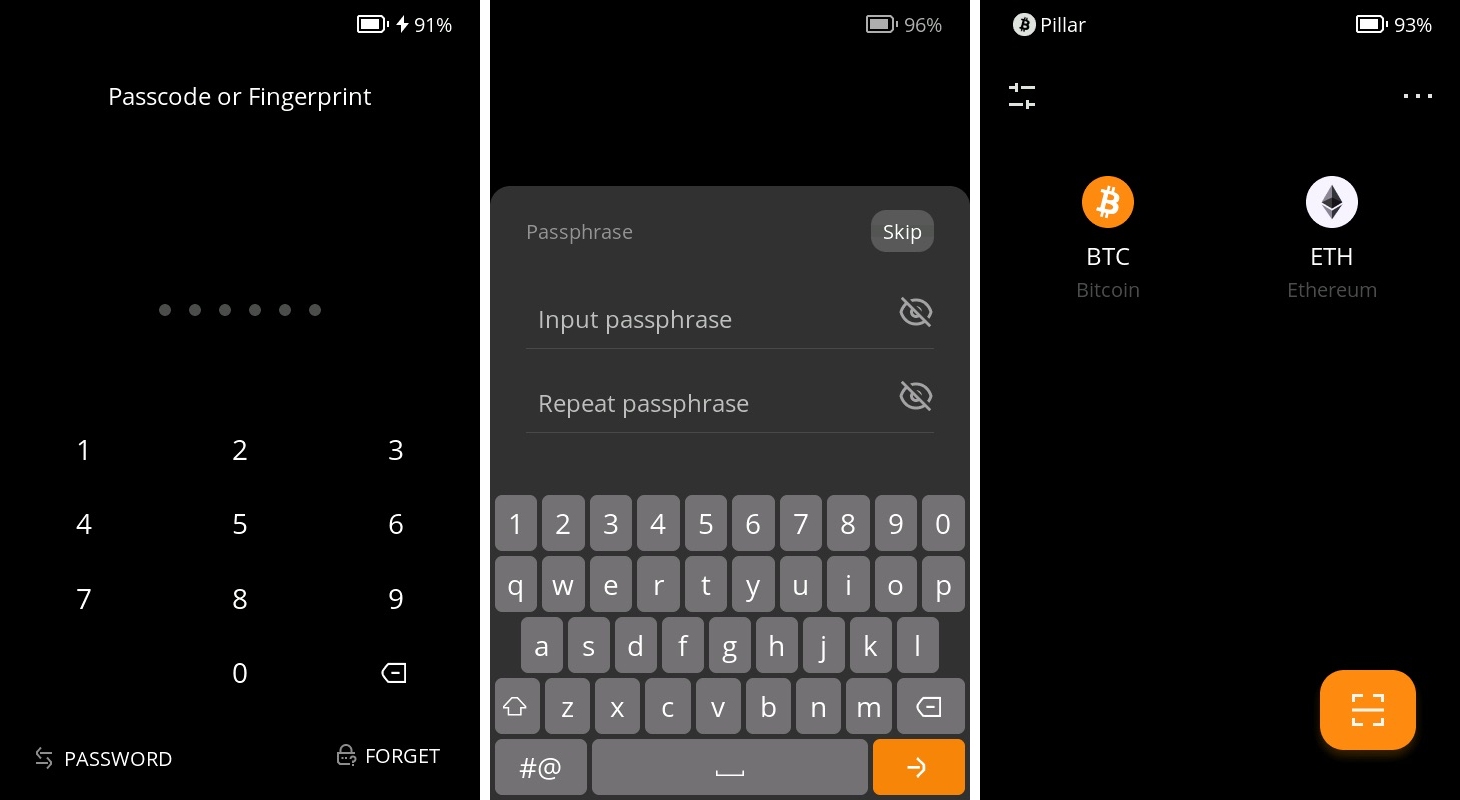 91%
Passcode or Fingerprint
1 2 3
4 5 6
7 8 9
0
PASSWORD FORGET
96%
Passphrase Skip
Input passphrase
Repeat passphrase
1 2 3 4 5 6 7 8 9 0
q w e r t y u i o p
a s d f g h j k l
z x c v b n m
#@
Pillar 93%
BTC ETH
Bitcoin Ethereum